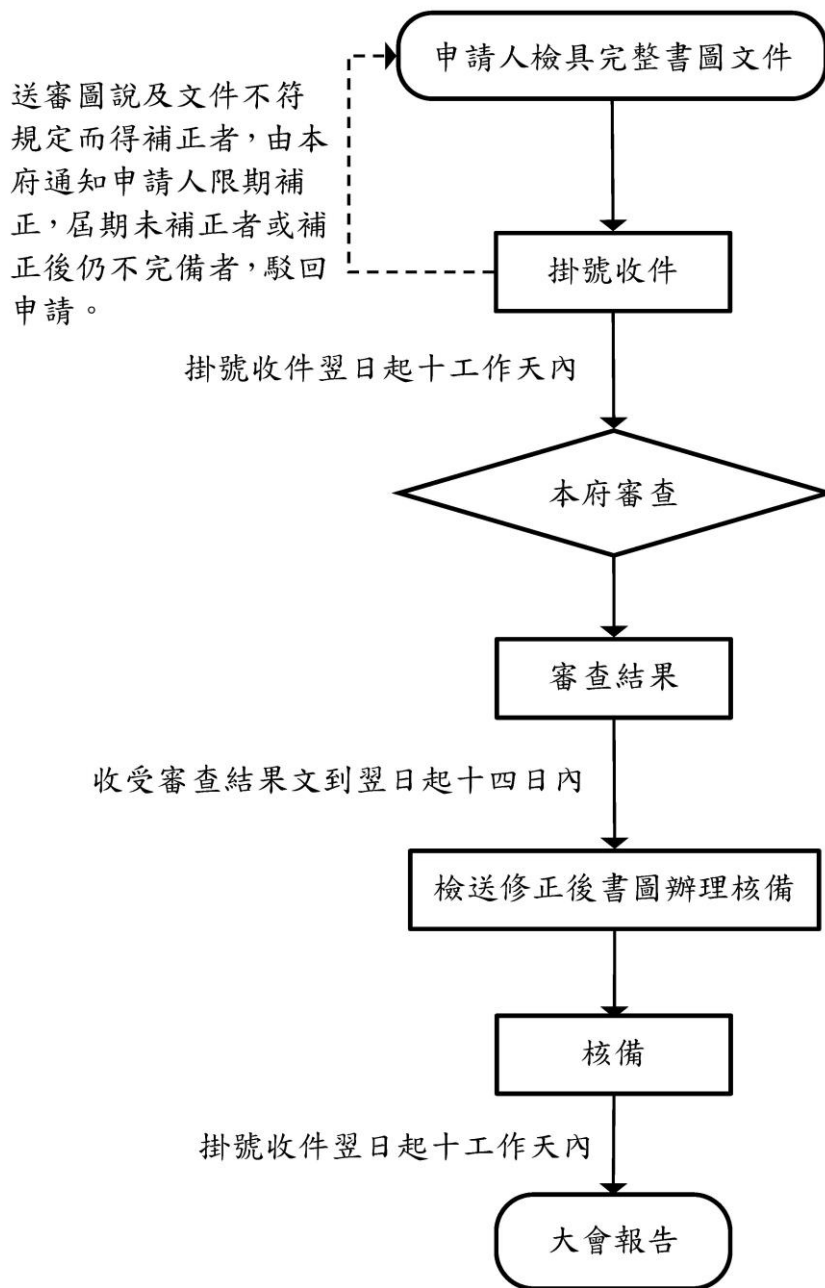 申請人檢具完整書圖文件
送審圖說及文件不符
規定而得補正者，由本
府通知申請人限期補
正，屆期未補正者或補
正後仍不完備者，駁回
申請。
掛號收件
掛號收件翌日起十工作天內
本府審查
審查結果
收受審查結果文到翌日起十四日內
檢送修正後書圖辦理核備
核備
掛號收件翌日起十工作天內
大會報告